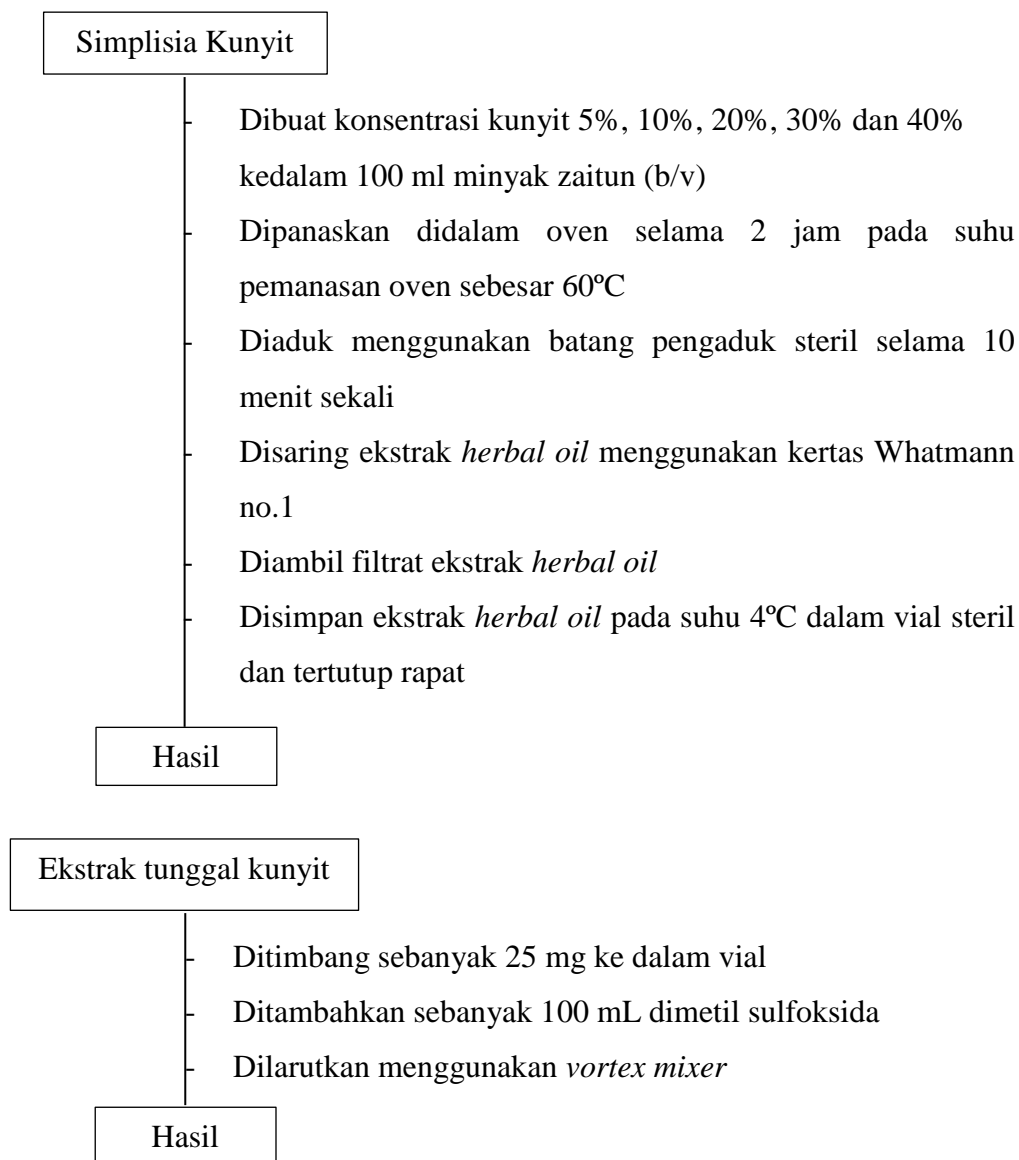 Simplisia Kunyit
- Dibuat konsentrasi kunyit 5%, 10%, 20%, 30% dan 40%
kedalam 100 ml minyak zaitun (b/v)
- Dipanaskan didalam oven selama 2 jam pada suhu
pemanasan oven sebesar 60ºC
- Diaduk menggunakan batang pengaduk steril selama 10
menit sekali
- Disaring ekstrak herbal oil menggunakan kertas Whatmann
no.1
- Diambil filtrat ekstrak herbal oil
- Disimpan ekstrak herbal oil pada suhu 4ºC dalam vial steril
dan tertutup rapat
Hasil
Ekstrak tunggal kunyit
- Ditimbang sebanyak 25 mg ke dalam vial
- Ditambahkan sebanyak 100 mL dimetil sulfoksida
- Dilarutkan menggunakan vortex mixer
Hasil